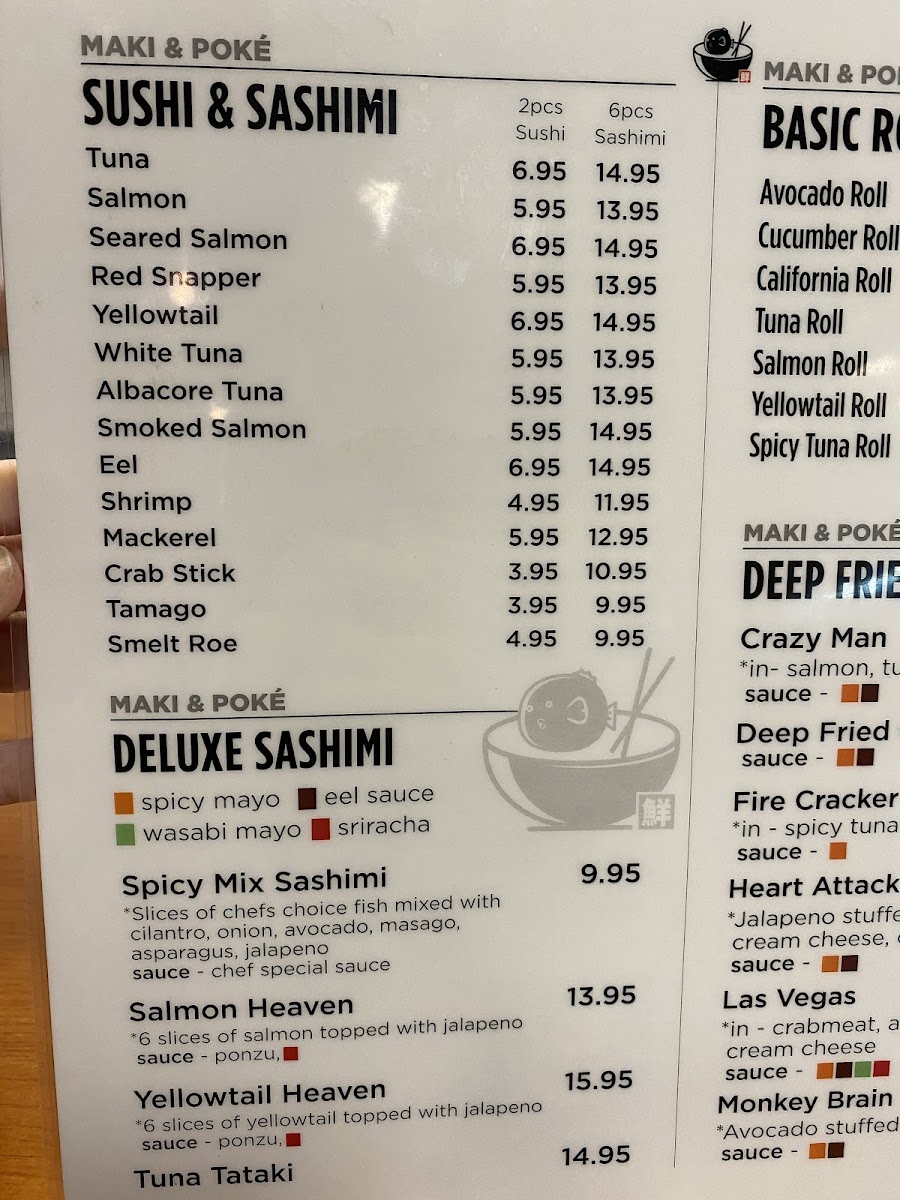 MAKI & POKÉ
SUSHI & SASHIMI
2pcs Sushi
6pcs Sashimi
Tuna 6.95 14.95
Salmon 5.95 13.95
Seared Salmon 6.95 14.95
Red Snapper 5.95 13.95
Yellowtail 6.95 14.95
White Tuna 5.95 13.95
Albacore Tuna 5.95 13.95
Smoked Salmon 5.95 14.95
Eel 6.95 14.95
Shrimp 4.95 11.95
Mackerel 5.95 12.95
Crab Stick 3.95 10.95
Tamago 3.95 9.95
Smelt Roe 4.95 9.95
MAKI & POKÉ
DELUXE SASHIMI
鮮
spicy mayo eel sauce
wasabi mayo sriracha
Spicy Mix Sashimi 9.95
*Slices of chefs choice fish mixed with
cilantro, onion, avocado, masago,
asparagus, jalapeno
sauce - chef special sauce
Salmon Heaven 13.95
*6 slices of salmon topped with jalapeno
sauce - ponzu,
Yellowtail Heaven 15.95
*6 slices of yellowtail topped with jalapeno
sauce - ponzu,
Tuna Tataki 14.95
鮮
MAKI &
BASIC
Avocado Roll
Cucumber Roll
California Roll
Tuna Roll
Salmon Roll
Yellowtail Roll
Spicy Tuna Roll
MAKI & POKÉ
DEEP
Crazy Man
*in- salmon,
sauce -
Deep Fried
sauce -
Fire Cracker
*in - spicy tuna
sauce -
Heart Attack
*Jalapeno
cream cheese,
sauce -
Las Vegas
*in - crabmeat,
cream cheese
sauce -
Monkey Brain
*Avocado stuffed
sauce -